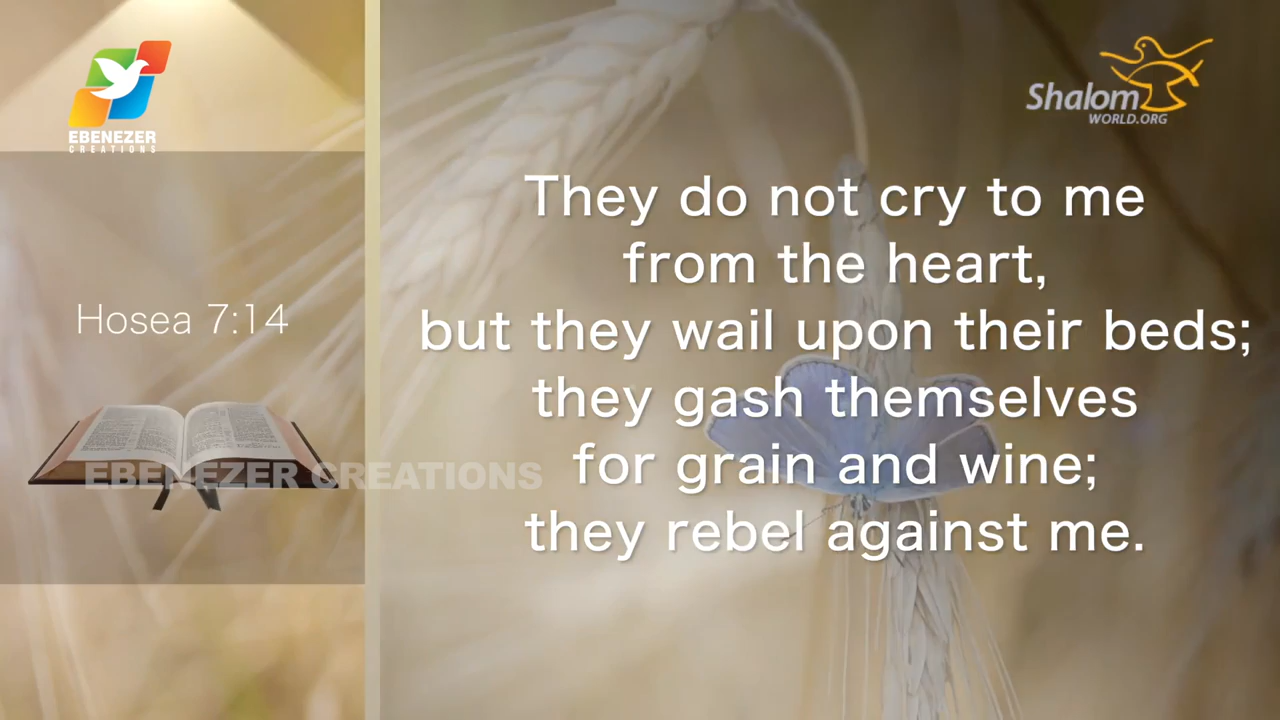 EBENEZER
CREATIONS
Shalom
WORLD.ORG
Hosea 7:14
They do not cry to me
from the heart,
but they wail upon their beds;
they gash themselves
for grain and wine;
they rebel against me.
EBENEZER CREATIONS